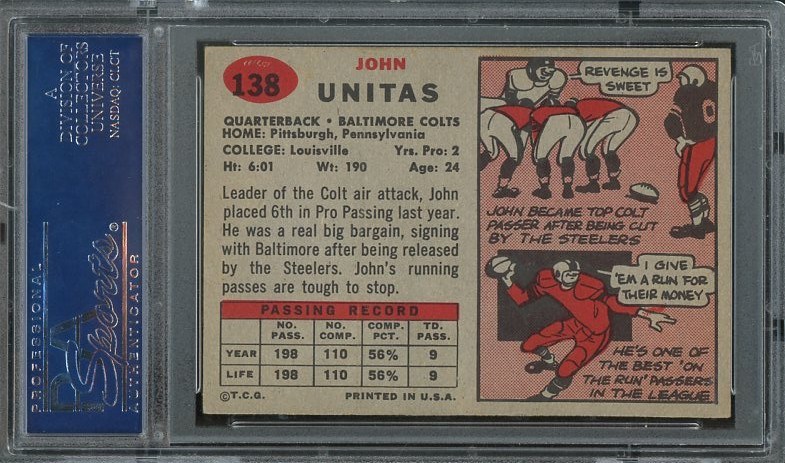 A
DIVISION OF
COLLECTORS
UNIVERSE
NASDAQ: CLCT
PROFESSIONAL
PSA
Sports®
AUTHENTICATOR
138
JOHN
UNITAS
QUARTERBACK • BALTIMORE COLTS
HOME: Pittsburgh, Pennsylvania
COLLEGE: Louisville Yrs. Pro: 2
Ht: 6:01 Wt: 190 Age: 24
Leader of the Colt air attack, John
placed 6th in Pro Passing last year.
He was a real big bargain, signing
with Baltimore after being released
by the Steelers. John's running
passes are tough to stop.
PASSING RECORD
NO. PASS. NO. COMP. COMP. PCT. TD. PASS.
YEAR 198 110 56% 9
LIFE 198 110 56% 9
©T.C.G. PRINTED IN U.S.A.
REVENGE IS
SWEET
JOHN BECAME TOP COLT
PASSER AFTER BEING CUT
BY THE STEELERS
I GIVE
'EM A RUN FOR
THEIR MONEY
HE'S ONE OF
THE BEST "ON
THE RUN" PASSERS
IN THE LEAGUE